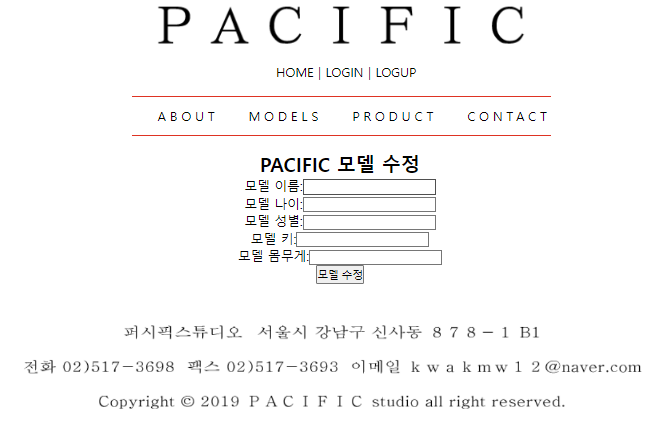 PACIFIC
HOME | LOGIN | LOGUP
ABOUT MODELS PRODUCT CONTACT
PACIFIC 모델 수정
모델 이름:
모델 나이:
모델 성별:
모델 키:
모델 몸무게:
모델 수정
퍼시픽스튜디오 서울시 강남구 신사동 878-1 B1
전화 02)517-3698 팩스 02)517-3693 이메일 kwakmw12@naver.com
Copyright © 2019 PACIFIC studio all right reserved.